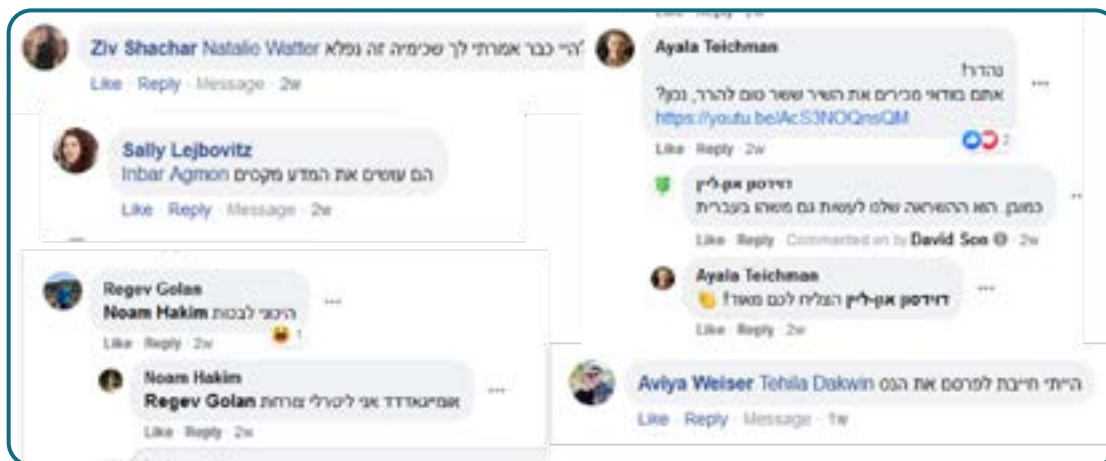 Ziv Shachar Natalie Watter היי כבר אמרתי לך שכימיה זה נפלא
Like · Reply · Message · 2w
Sally Lejbovitz
Inbar Agmon הם עושים את המדע מקסים
Like · Reply · Message · 2w
Regev Golan
Noam Hakim היכוני לבכות
1
Like · Reply · 2w
Noam Hakim
Regev Golan אומייגאדדד אני ליטרלי צורחת
Like · Reply · 2w
Ayala Teichman
נהדר!
אתם בוודאי מכירים את השיר ששר טום להרר, נכון?
https://youtu.be/AcS3NOQnsQM
2
Like · Reply · 2w
דוידסון און-ליין
כמובן. הוא ההשראה שלנו לעשות גם משהו בעברית
Like · Reply · Commented on by David Son · 2w
Ayala Teichman
דוידסון און-ליין הצליח לכם מאוד! 👏
Like · Reply · 2w
Aviya Weiser Tehila Dakwin הייתי חייבת לפרסם את הנס
Like · Reply · Message · 1w